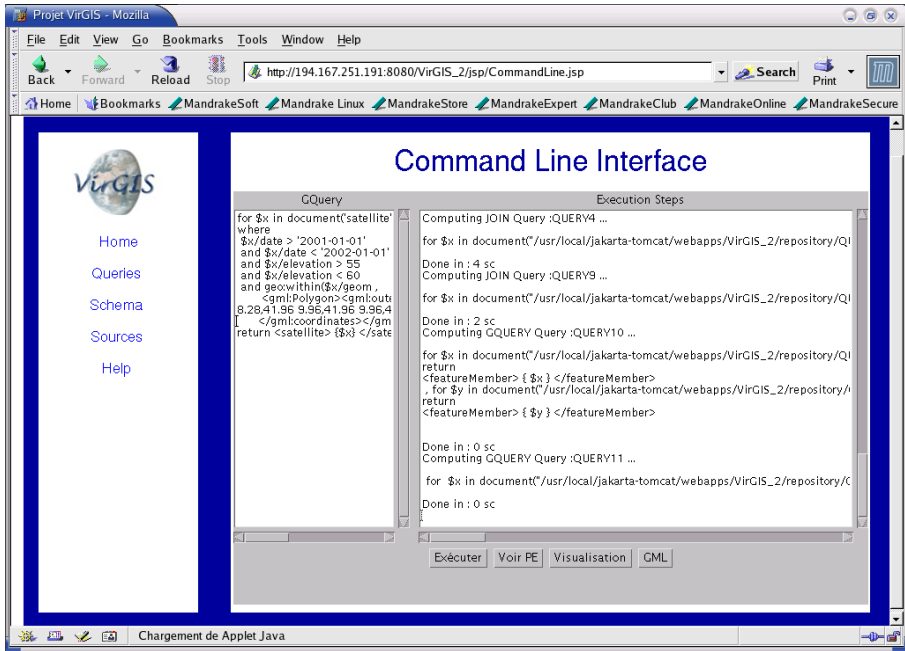 Projet VirGIS - Mozilla
File Edit View Go Bookmarks Tools Window Help
Back Forward Reload Stop http://194.167.251.191:8080/VirGIS_2/jsp/CommandLine.jsp Search Print
Home Bookmarks MandrakeSoft Mandrake Linux MandrakeStore MandrakeExpert MandrakeClub MandrakeOnline MandrakeSecure
VirGIS
Home
Queries
Schema
Sources
Help
Command Line Interface
GQuery
for $x in document('satellite'
where
$x/date > '2001-01-01'
and $x/date < '2002-01-01'
and $x/elevation > 55
and $x/elevation < 60
and geo:within($x/geom ,
<gml:Polygon><gml:oute
8.28,41.96 9.96,41.96 9.96,4
</gml:coordinates></gm
return <satellite> {$x} </sate
Execution Steps
Computing JOIN Query :QUERY4 ...
for $x in document("/usr/local/jakarta-tomcat/webapps/VirGIS_2/repository/QI
Done in : 4 sc
Computing JOIN Query :QUERY9 ...
for $x in document("/usr/local/jakarta-tomcat/webapps/VirGIS_2/repository/QI
Done in : 2 sc
Computing GQUERY Query :QUERY10 ...
for $x in document("/usr/local/jakarta-tomcat/webapps/VirGIS_2/repository/QI
return
<featureMember> { $x } </featureMember>
, for $y in document("/usr/local/jakarta-tomcat/webapps/VirGIS_2/repository/
return
<featureMember> { $y } </featureMember>
Done in : 0 sc
Computing GQUERY Query :QUERY11 ...
for $x in document("/usr/local/jakarta-tomcat/webapps/VirGIS_2/repository/
Done in : 0 sc
Exécuter Voir PE Visualisation GML
Chargement de Applet Java